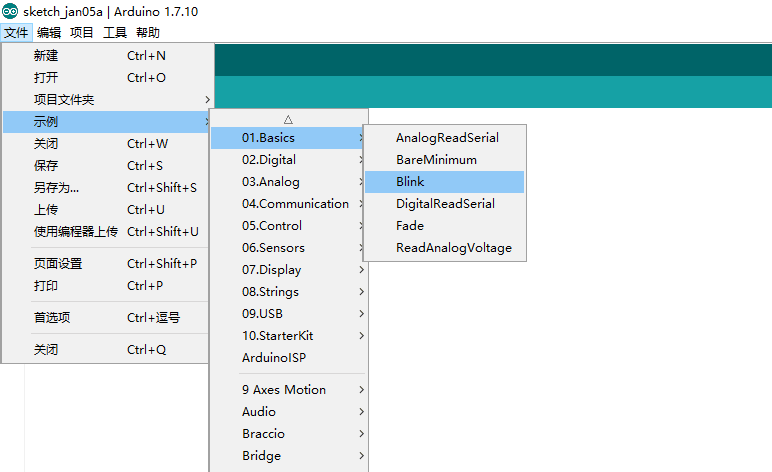 sketch_jan05a | Arduino 1.7.10
文件 编辑 项目 工具 帮助
新建 Ctrl+N
打开 Ctrl+O
项目文件夹
示例
关闭 Ctrl+W
保存 Ctrl+S
另存为... Ctrl+Shift+S
上传 Ctrl+U
使用编程器上传 Ctrl+Shift+U
页面设置 Ctrl+Shift+P
打印 Ctrl+P
首选项 Ctrl+逗号
关闭 Ctrl+Q
01.Basics
02.Digital
03.Analog
04.Communication
05.Control
06.Sensors
07.Display
08.Strings
09.USB
10.StarterKit
ArduinoISP
9 Axes Motion
Audio
Braccio
Bridge
AnalogReadSerial
BareMinimum
Blink
DigitalReadSerial
Fade
ReadAnalogVoltage